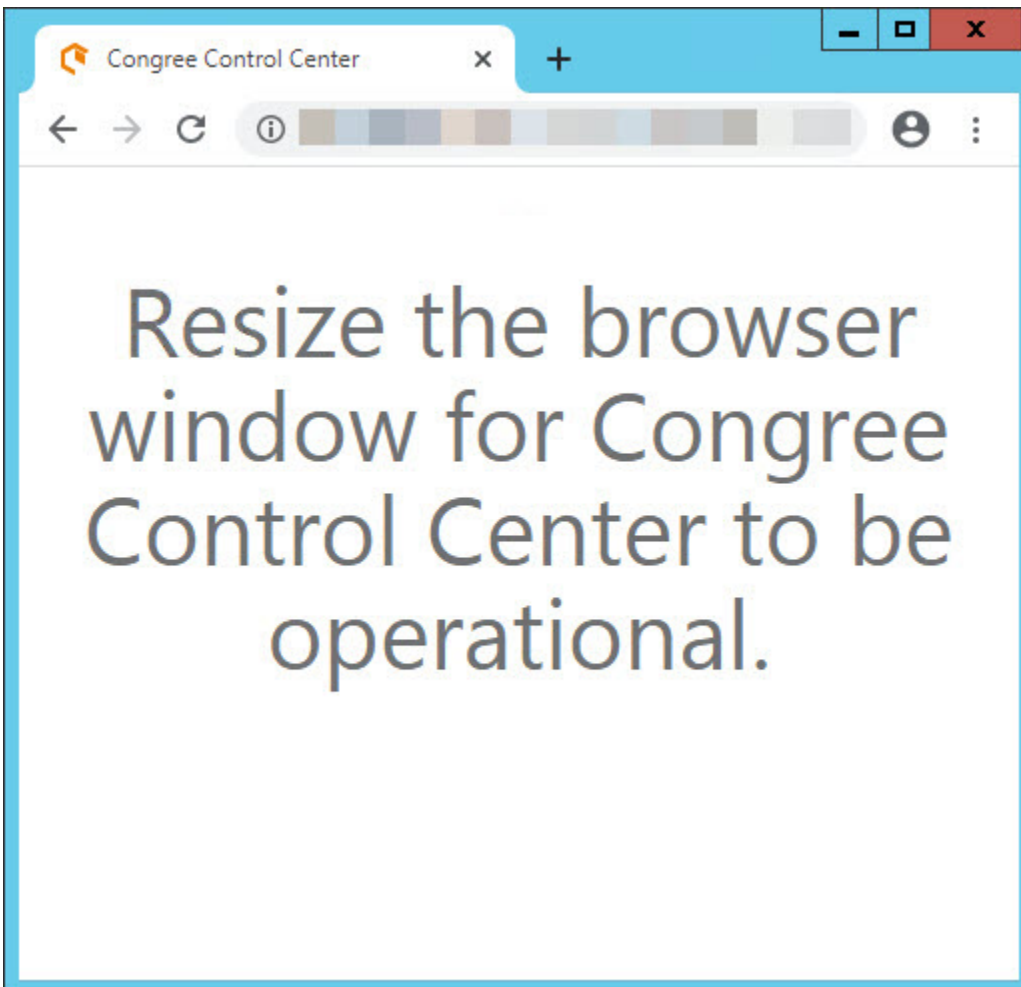 Congree Control Center
Resize the browser
window for Congree
Control Center to be
operational.